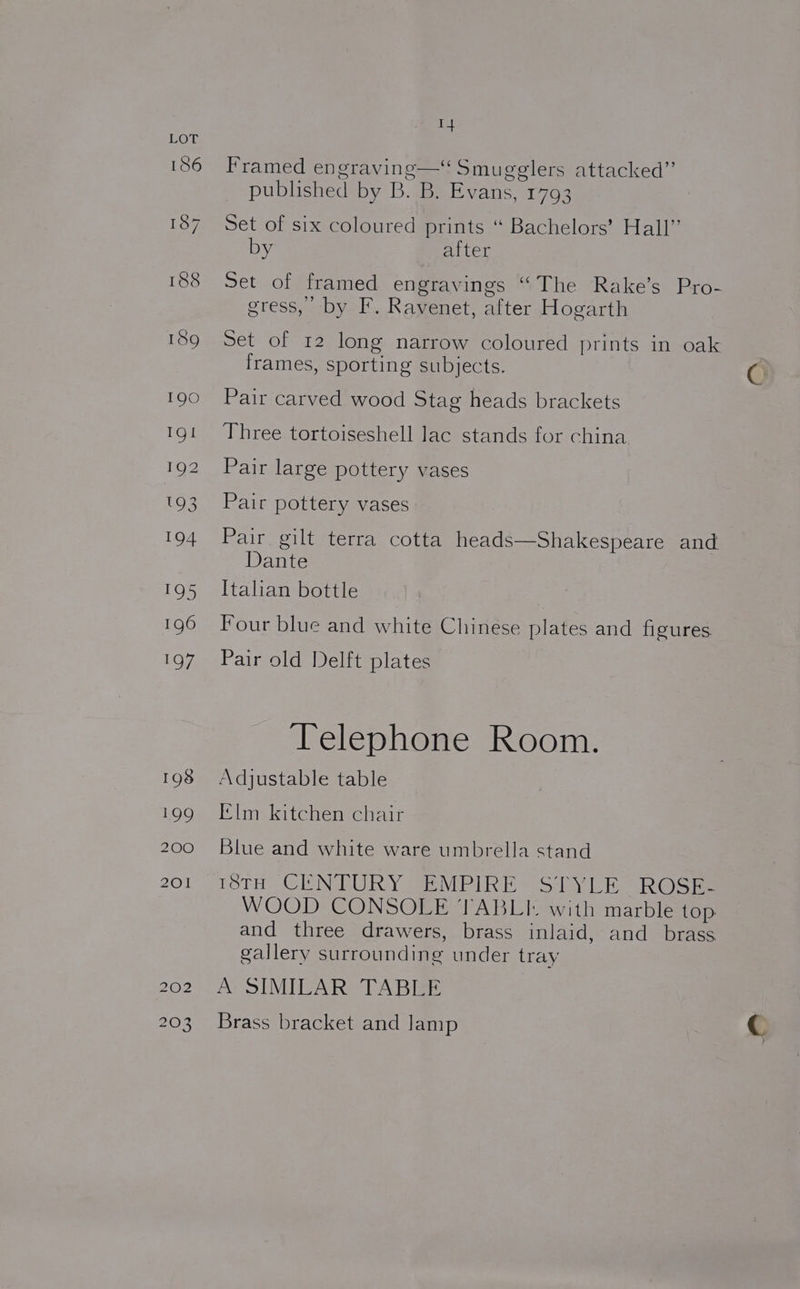 14
LOT
186 Framed engraving—“Smugglers attacked”
published by B. B. Evans, 1793
187 Set of six coloured prints “Bachelors’ Hall”
by after
188 Set of framed engravings “The Rake’s Pro-
gress,” by F. Ravenet, after Hogarth
189 Set of 12 long narrow coloured prints in oak
frames, sporting subjects.
190 Pair carved wood Stag heads brackets
191 Three tortoiseshell lac stands for china
192 Pair large pottery vases
193 Pair pottery vases
194 Pair gilt terra cotta heads—Shakespeare and
Dante
195 Italian bottle
196 Four blue and white Chinese plates and figures
197 Pair old Delft plates
Telephone Room.
198 Adjustable table
199 Elm kitchen chair
200 Blue and white ware umbrella stand
201 18TH CENTURY EMPIRE STYLE ROSE-
WOOD CONSOLE TABLE with marble top
and three drawers, brass inlaid, and brass
gallery surrounding under tray
202 A SIMILAR TABLE
203 Brass bracket and lamp